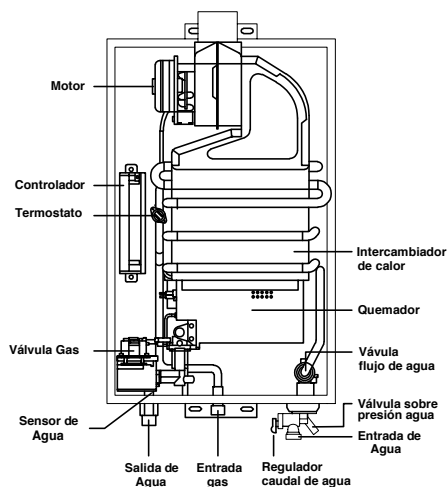 Motor
Controlador
Termostato
Intercambiador
de calor
Quemador
Válvula Gas
Vávula
flujo de agua
Sensor de
Agua
Válvula sobre
presión agua
Entrada de
Agua
Salida de
Agua
Entrada
gas
Regulador
caudal de agua